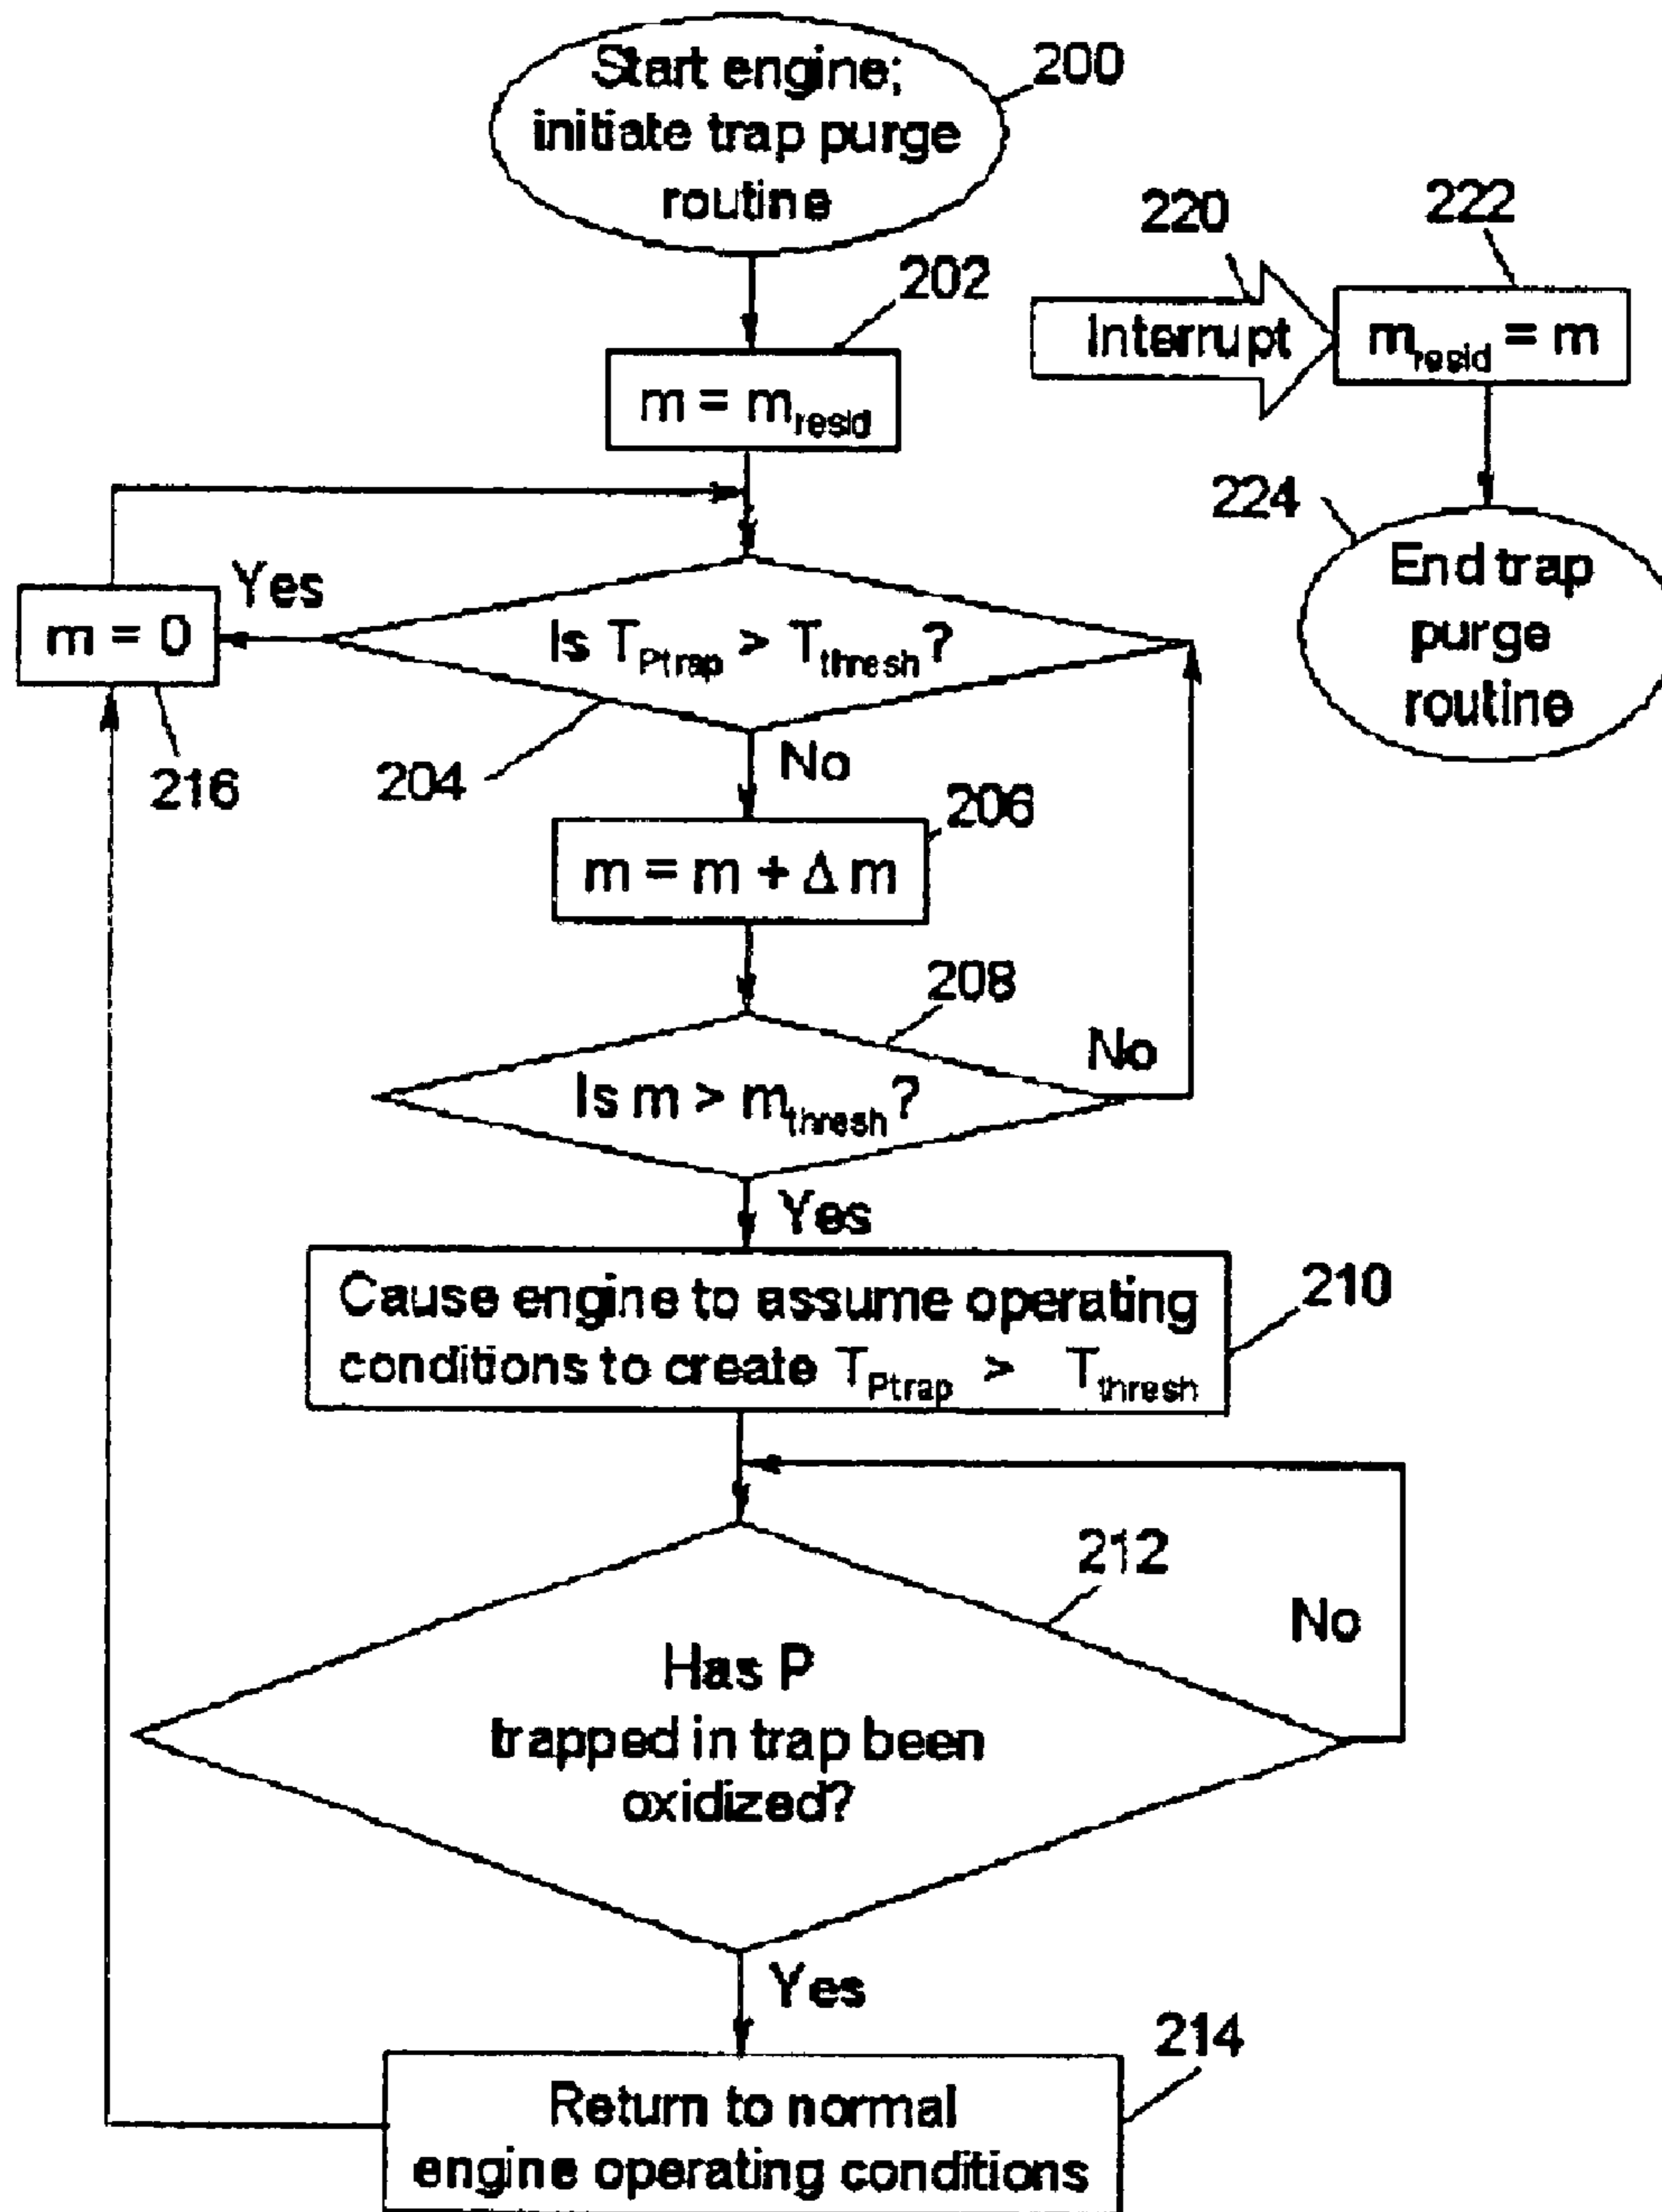 Start engine;
initiate trap purge
routine
200
202
m = m_resid
220
Interrupt
222
m_resid = m
224
End trap
purge
routine
Yes
m = 0
216
Is T_Ptrap > T_thresh?
204
No
206
m = m + Δ m
208
No
Is m > m_thresh?
Yes
Cause engine to assume operating
conditions to create T_Ptrap > T_thresh
210
212
No
Has P
trapped in trap been
oxidized?
Yes
214
Return to normal
engine operating conditions